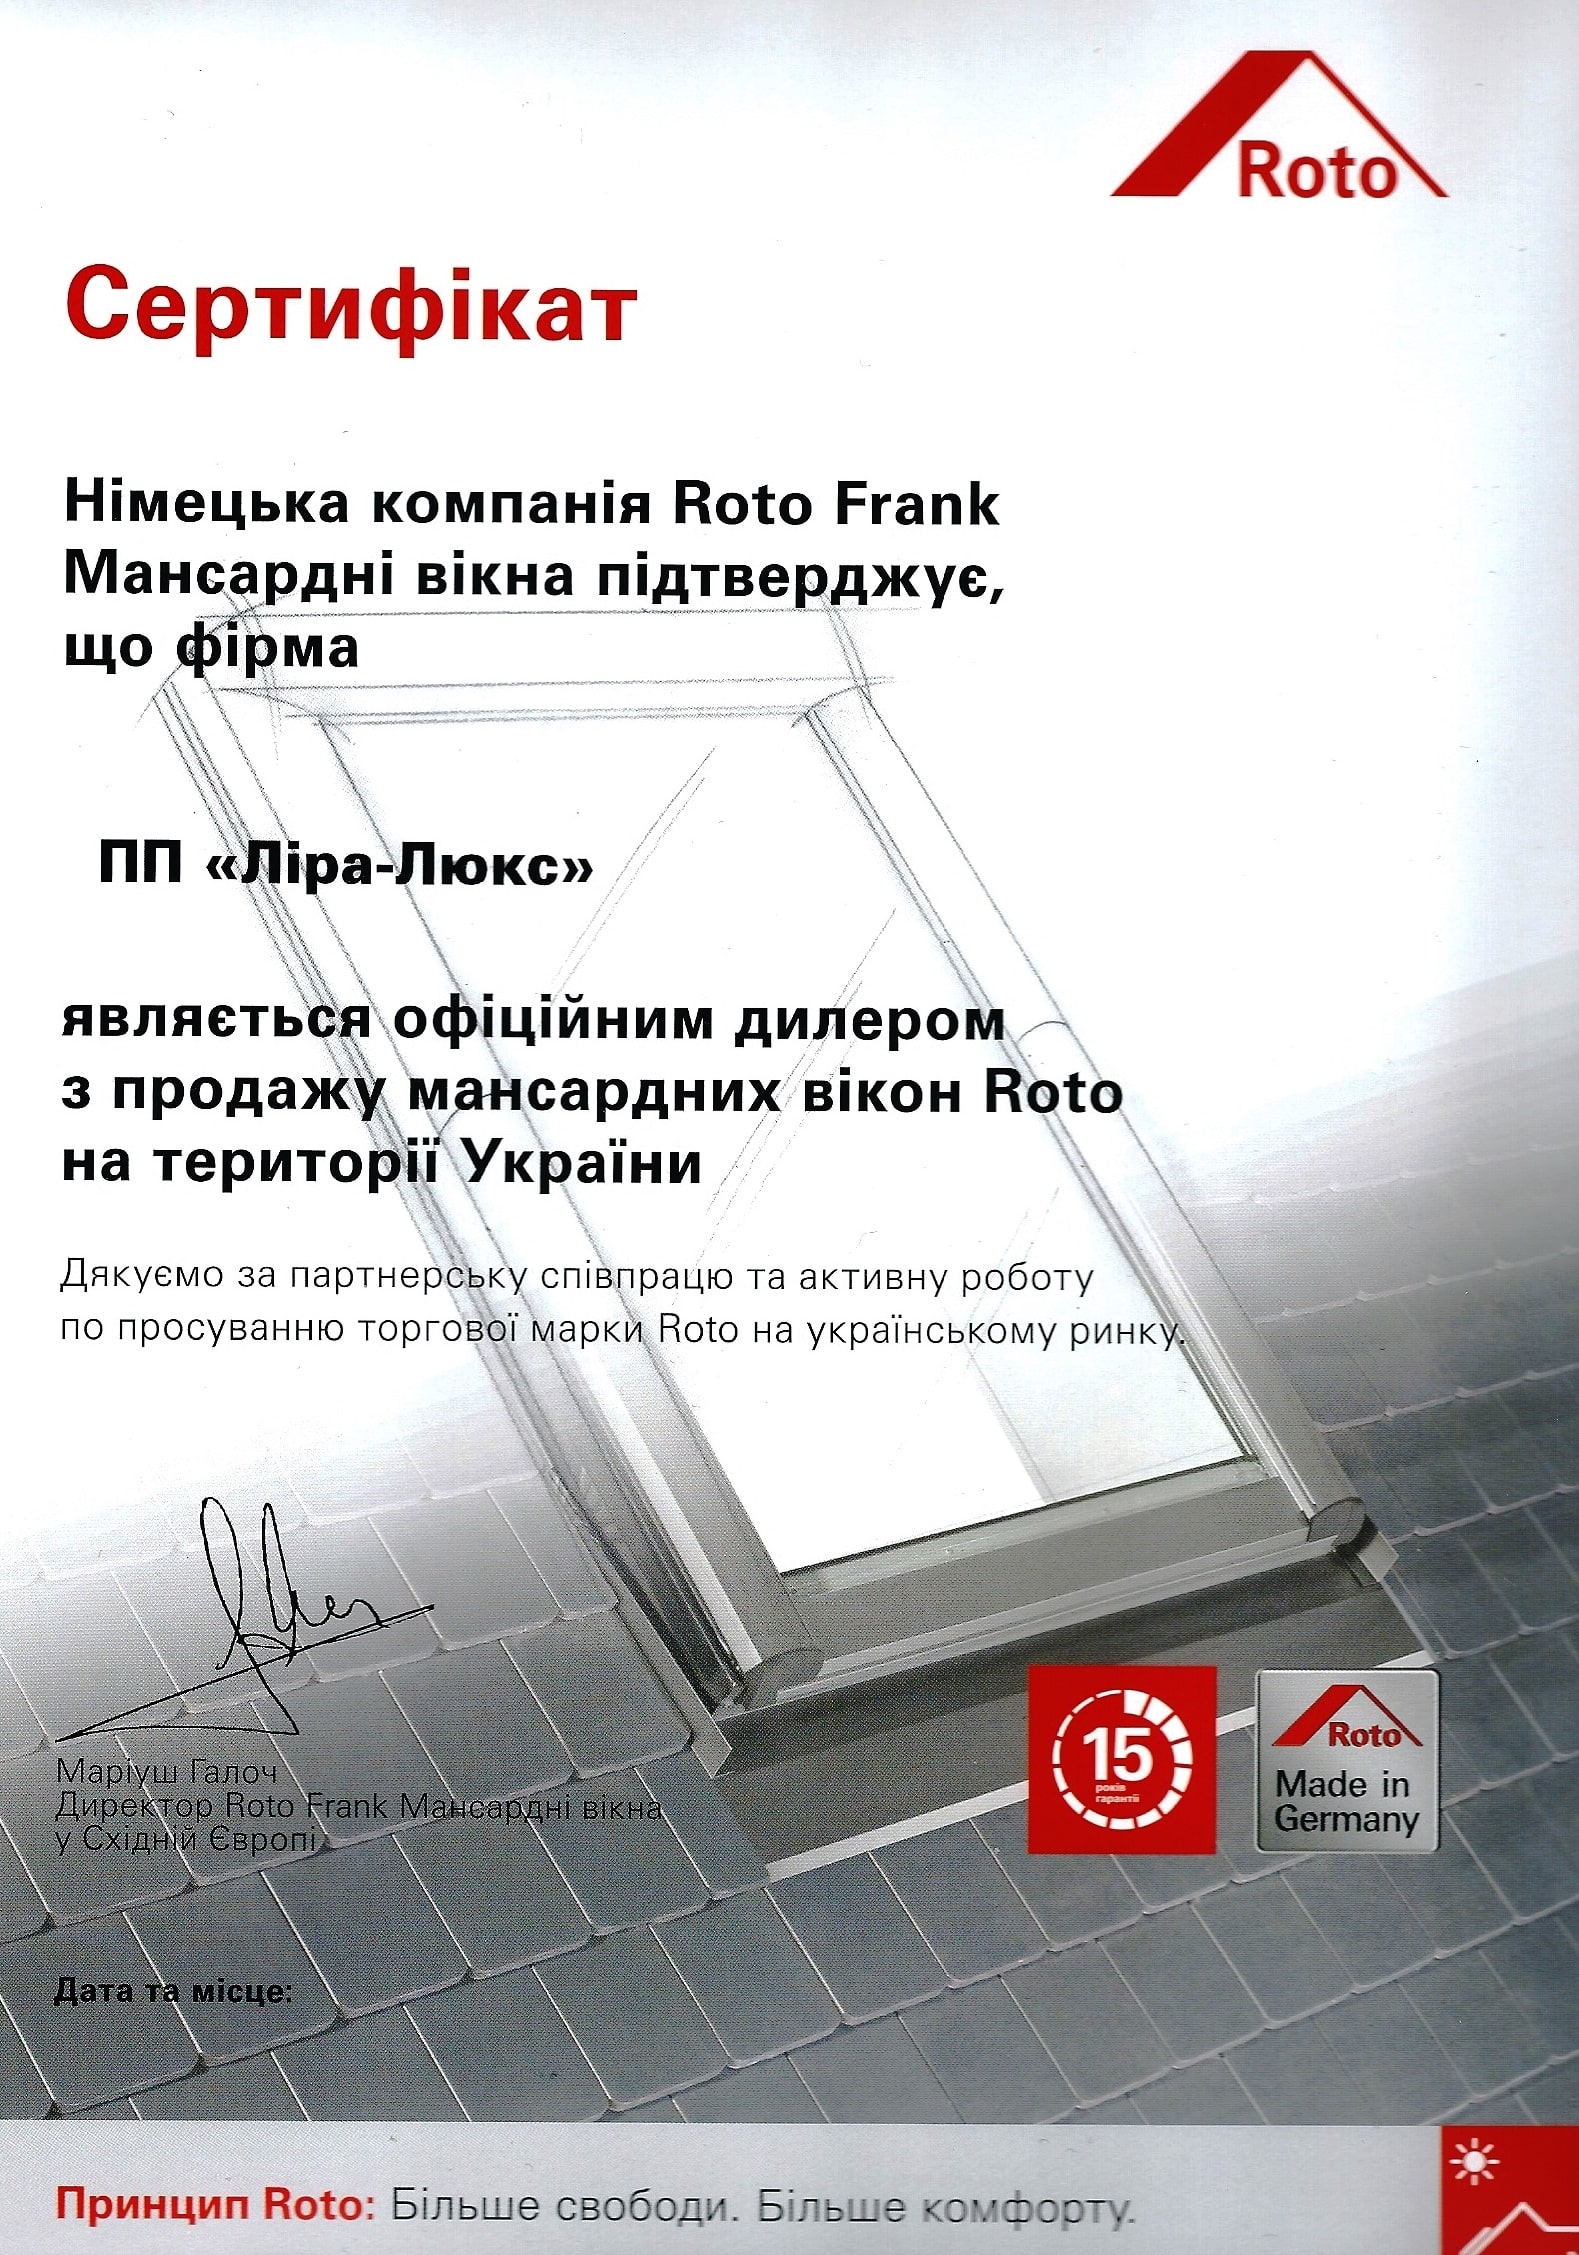 Roto
Сертифікат
Німецька компанія Roto Frank
Мансардні вікна підтверджує,
що фірма
ПП «Ліра-Люкс»
являється офіційним дилером
з продажу мансардних вікон Roto
на території України
Дякуємо за партнерську співпрацю та активну роботу
по просуванню торгової марки Roto на українському ринку.
Маріуш Галоч
Директор Roto Frank Мансардні вікна
у Східній Європі
15
років
гарантії
Roto
Made in
Germany
Дата та місце:
Принцип Roto: Більше свободи. Більше комфорту.